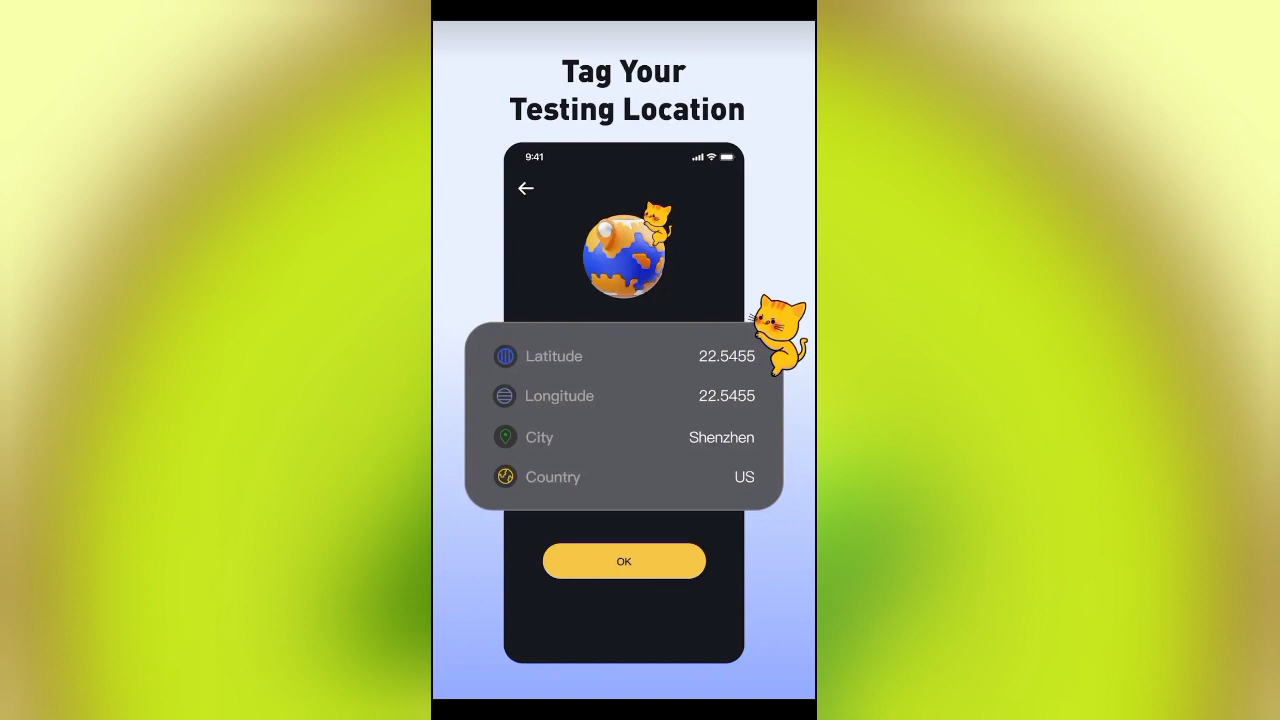 Tag Your
Testing Location
9:41
Latitude 22.5455
Longitude 22.5455
City Shenzhen
Country US
OK